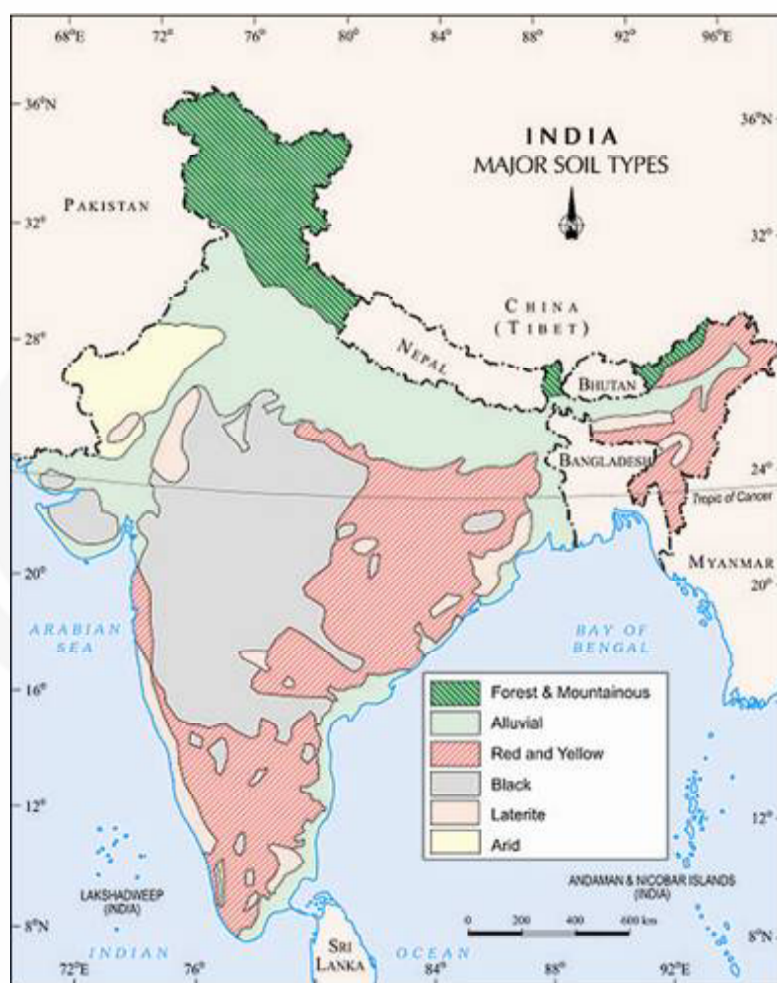 68°E
72°
76°
80°
84°
88°
92°
96°E
36°N
36°N
INDIA
MAJOR SOIL TYPES
PAKISTAN
32°
32°
CHINA
(TIBET)
28°
NEPAL
BHUTAN
BANGLADESH
24°
Tropic of Cancer
MYANMAR
20°
20°
ARABIAN
SEA
BAY OF
BENGAL
16°
16°
Forest & Mountainous
Alluvial
Red and Yellow
Black
Laterite
Arid
12°
12°
LAKSHADWEEP
(INDIA)
ANDAMAN & NICOBAR ISLANDS
(INDIA)
8°N
8°N
0 200 400 600 km
INDIAN OCEAN
SRI
LANKA
72°E
76°
84°
88°
92°E